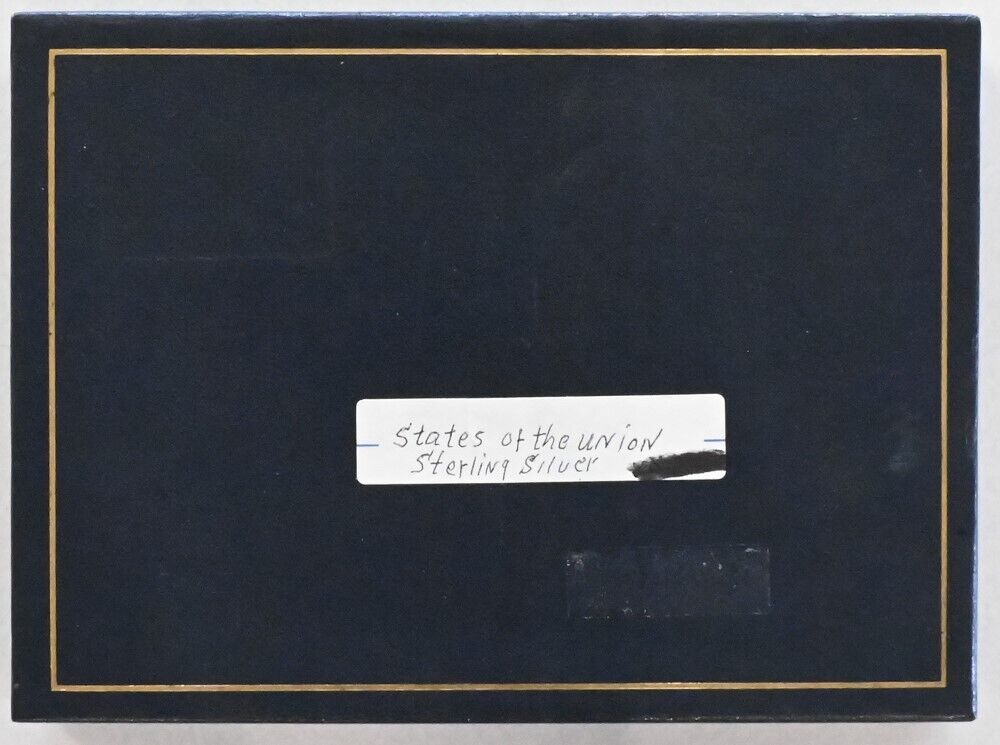 States of the UNiON
Sterling Silver